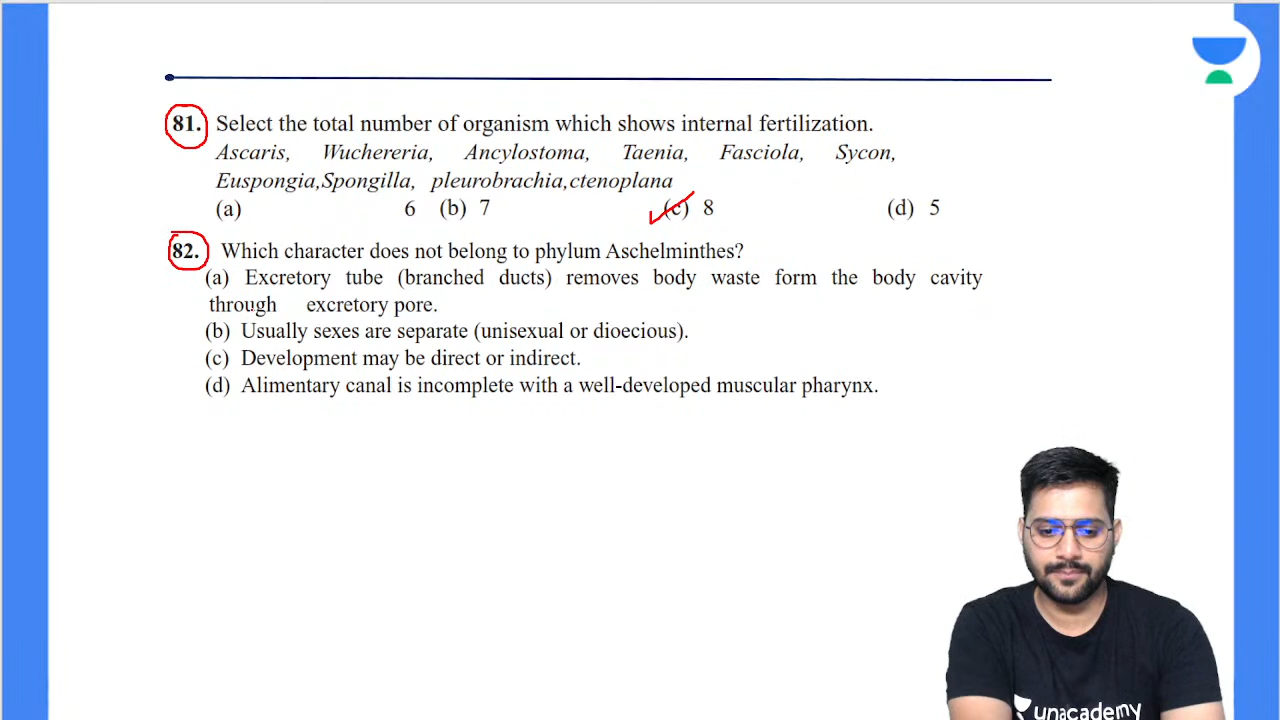 81. Select the total number of organism which shows internal fertilization.
Ascaris, Wuchereria, Ancylostoma, Taenia, Fasciola, Sycon,
Euspongia,Spongilla, pleurobrachia,ctenoplana
(a) 6 (b) 7 (c) 8 (d) 5
82. Which character does not belong to phylum Aschelminthes?
(a) Excretory tube (branched ducts) removes body waste form the body cavity
through excretory pore.
(b) Usually sexes are separate (unisexual or dioecious).
(c) Development may be direct or indirect.
(d) Alimentary canal is incomplete with a well-developed muscular pharynx.
unacademy